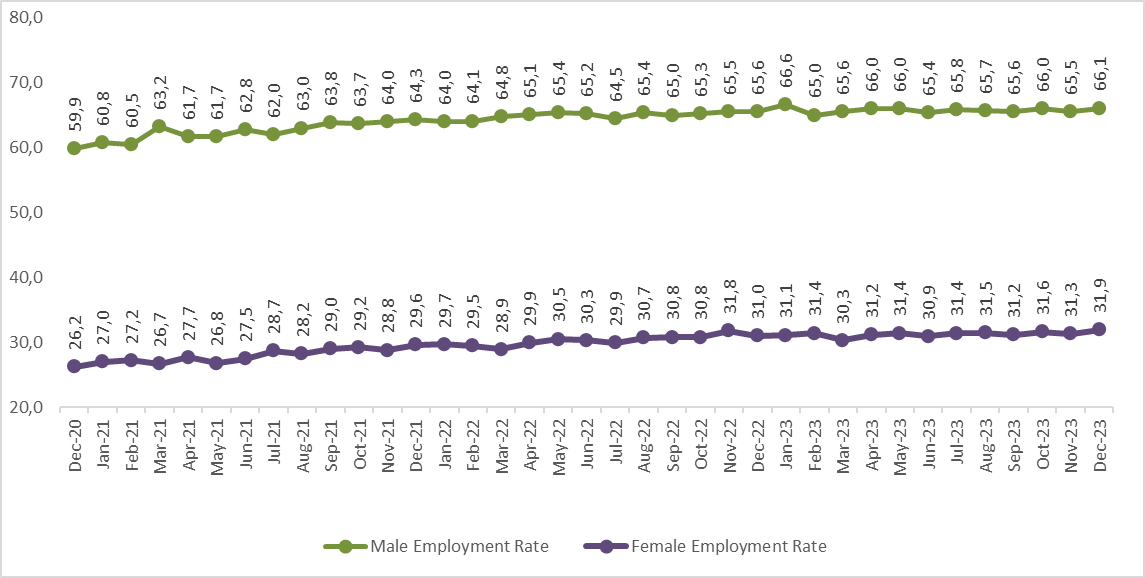 80,0
70,0
60,0
50,0
40,0
30,0
20,0
59,9 60,8 60,5 63,2 61,7 61,7 62,8 62,0 63,0 63,8 63,7 64,0 64,3 64,0 64,1 64,8 65,1 65,4 65,2 64,5 65,4 65,0 65,3 65,5 65,6 66,6 65,0 65,6 66,0 66,0 65,4 65,8 65,7 65,6 66,0 65,5 66,1
26,2 27,0 27,2 26,7 27,7 26,8 27,5 28,7 28,2 29,0 29,2 28,8 29,6 29,7 29,5 28,9 29,9 30,5 30,3 29,9 30,7 30,8 30,8 31,8 31,0 31,1 31,4 30,3 31,2 31,4 30,9 31,4 31,5 31,2 31,6 31,3 31,9
Dec-20 Jan-21 Feb-21 Mar-21 Apr-21 May-21 Jun-21 Jul-21 Aug-21 Sep-21 Oct-21 Nov-21 Dec-21 Jan-22 Feb-22 Mar-22 Apr-22 May-22 Jun-22 Jul-22 Aug-22 Sep-22 Oct-22 Nov-22 Dec-22 Jan-23 Feb-23 Mar-23 Apr-23 May-23 Jun-23 Jul-23 Aug-23 Sep-23 Oct-23 Nov-23 Dec-23
Male Employment Rate Female Employment Rate